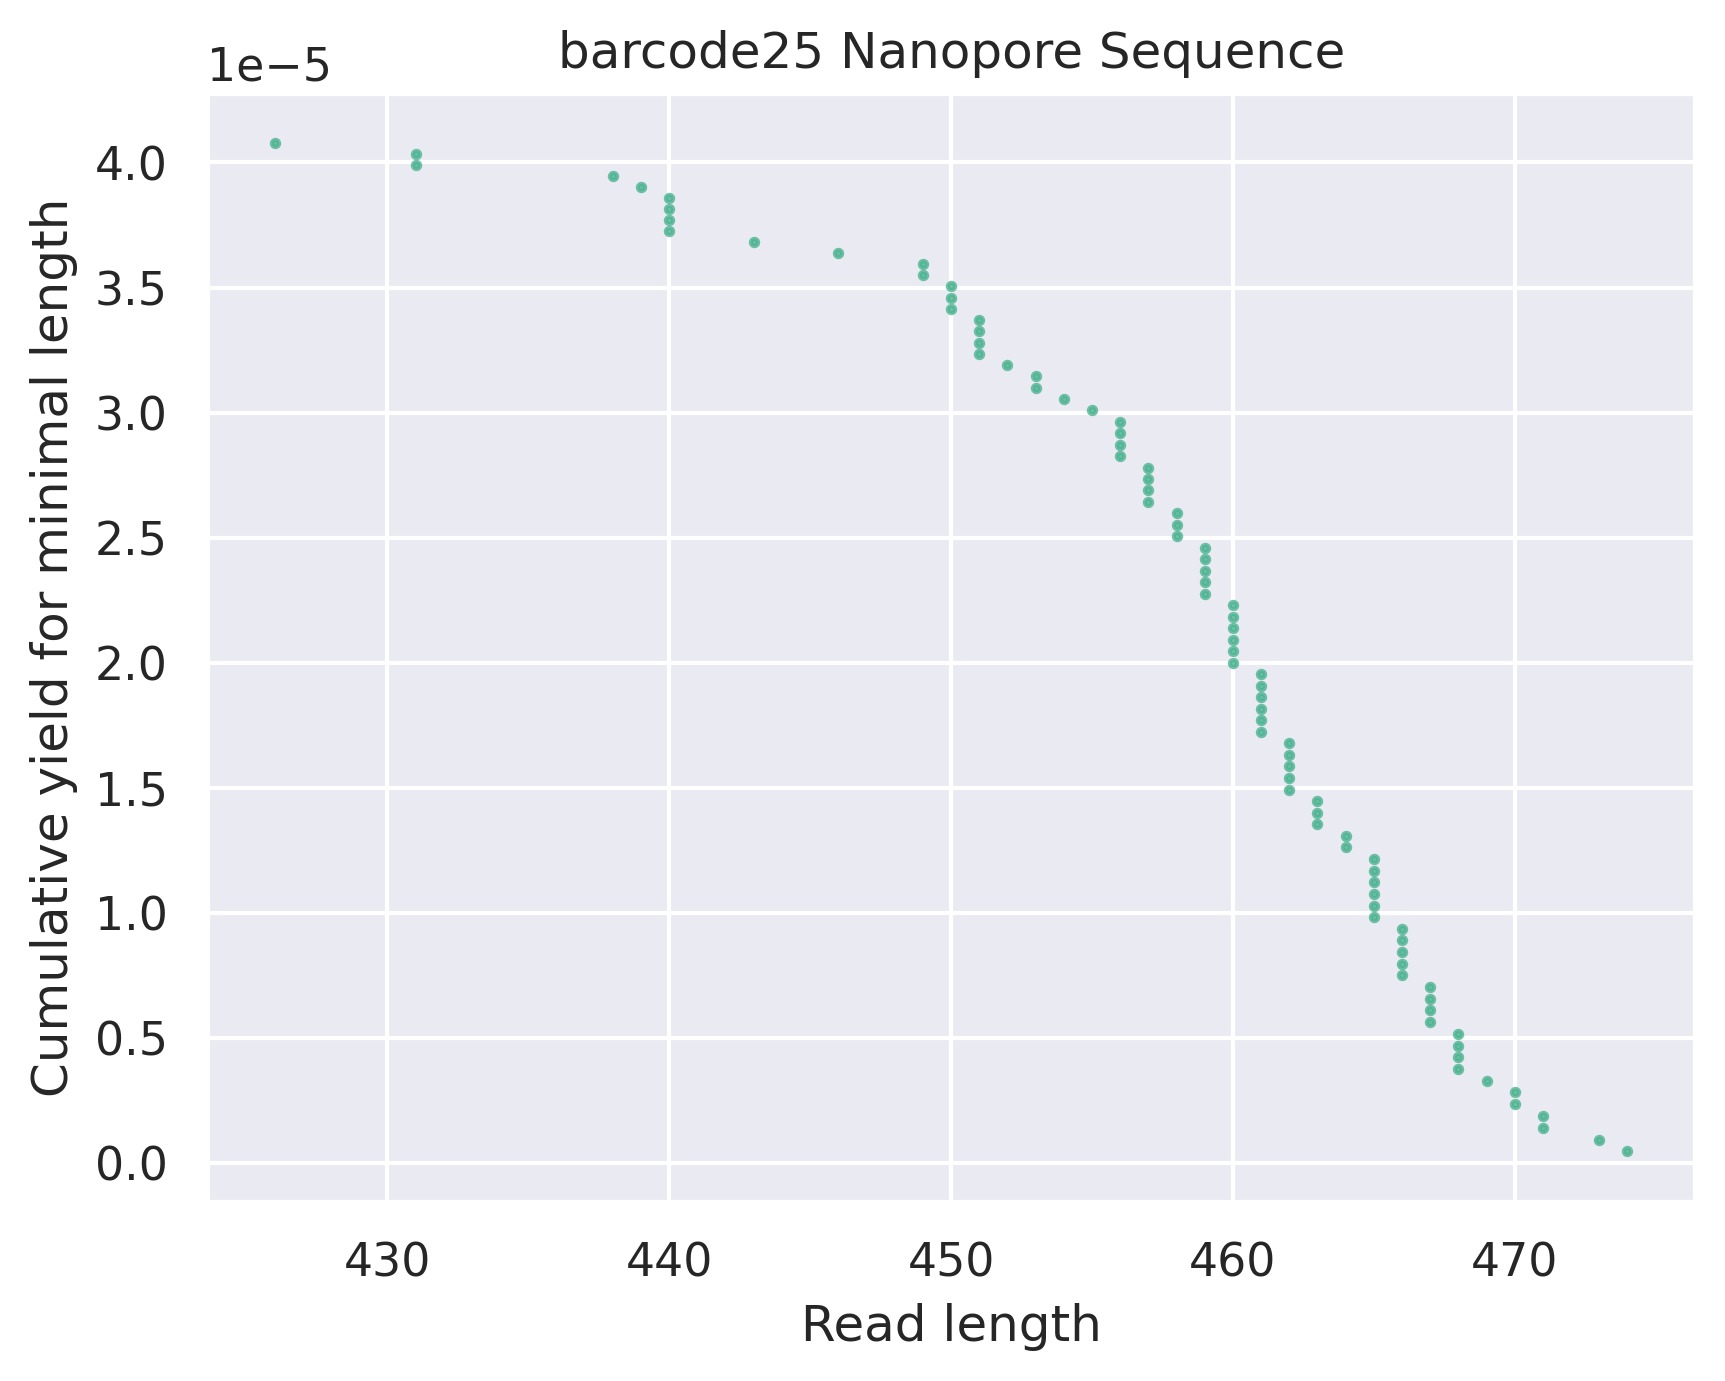 barcode25 Nanopore Sequence
1e−5
4.0
3.5
3.0
2.5
2.0
1.5
1.0
0.5
0.0
Cumulative yield for minimal length
430 440 450 460 470
Read length